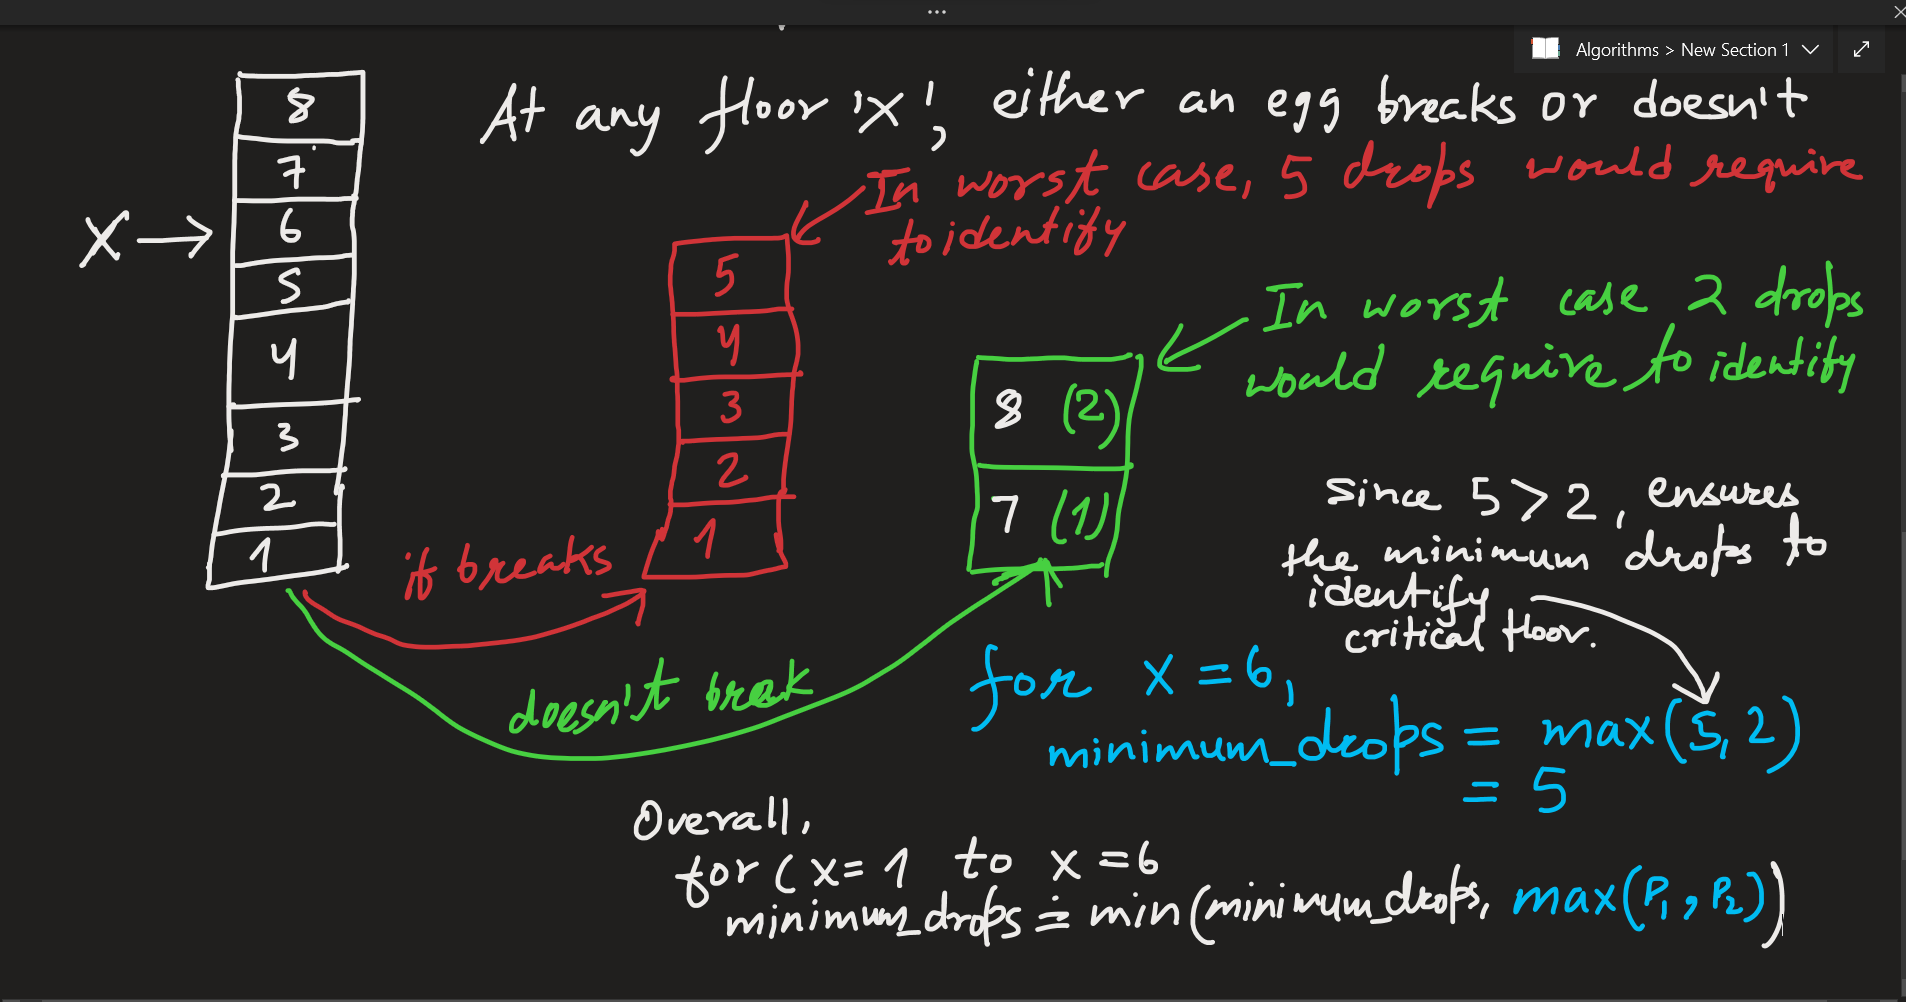 Algorithms > New Section 1
At any floor 'X', either an egg breaks or doesn't
In worst case, 5 drops would require
to identify
X
8
7
6
5
4
3
2
1
5
4
3
2
1
In worst case 2 drops
would require to identify
8 (2)
7 (1)
if breaks
doesn't break
since 5 > 2, ensures
the minimum drops to
identify
critical floor.
for x = 6,
minimum_drops = max(5, 2)
= 5
Overall,
for ( x = 1 to x = 6
minimum_drops = min(minimum_drops, max(P1, P2))